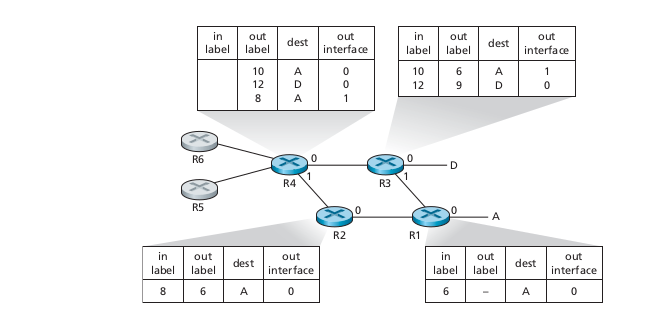 in out dest out
label label interface
10 A 0
12 D 0
8 A 1
in out dest out
label label interface
10 6 A 1
12 9 D 0
R6
R5
R4
0
1
R3
0
1
D
R2
0
R1
0
A
in out dest out
label label interface
8 6 A 0
in out dest out
label label interface
6 – A 0